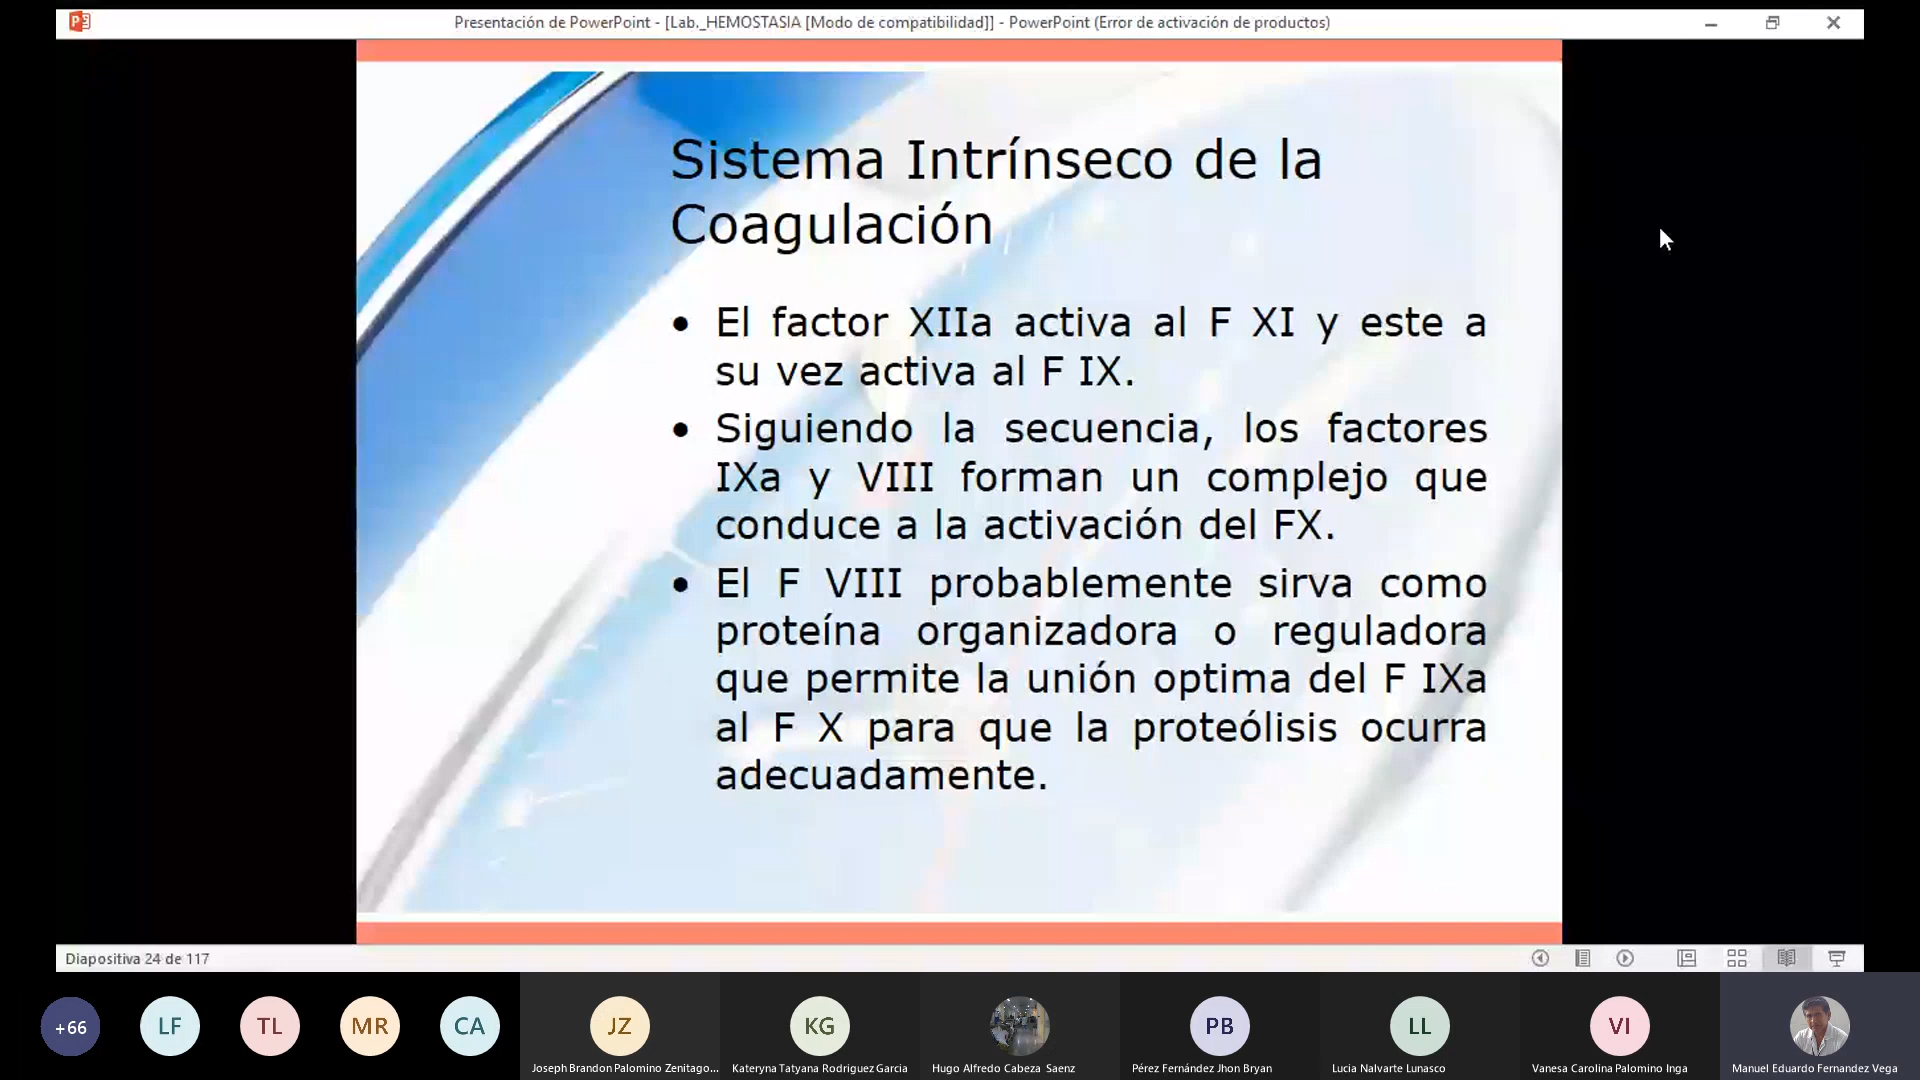 Presentación de PowerPoint - [Lab._HEMOSTASIA [Modo de compatibilidad]] - PowerPoint (Error de activación de productos)
Sistema Intrínseco de la
Coagulación
• El factor XIIa activa al F XI y este a
su vez activa al F IX.
• Siguiendo la secuencia, los factores
IXa y VIII forman un complejo que
conduce a la activación del FX.
• El F VIII probablemente sirva como
proteína organizadora o reguladora
que permite la unión optima del F IXa
al F X para que la proteólisis ocurra
adecuadamente.
Diapositiva 24 de 117
+66
LF
TL
MR
CA
JZ
KG
PB
LL
VI
Joseph Brandon Palomino Zenitago...
Kateryna Tatyana Rodriguez Garcia
Hugo Alfredo Cabeza Saenz
Pérez Fernández Jhon Bryan
Lucia Nalvarte Lunasco
Vanesa Carolina Palomino Inga
Manuel Eduardo Fernandez Vega